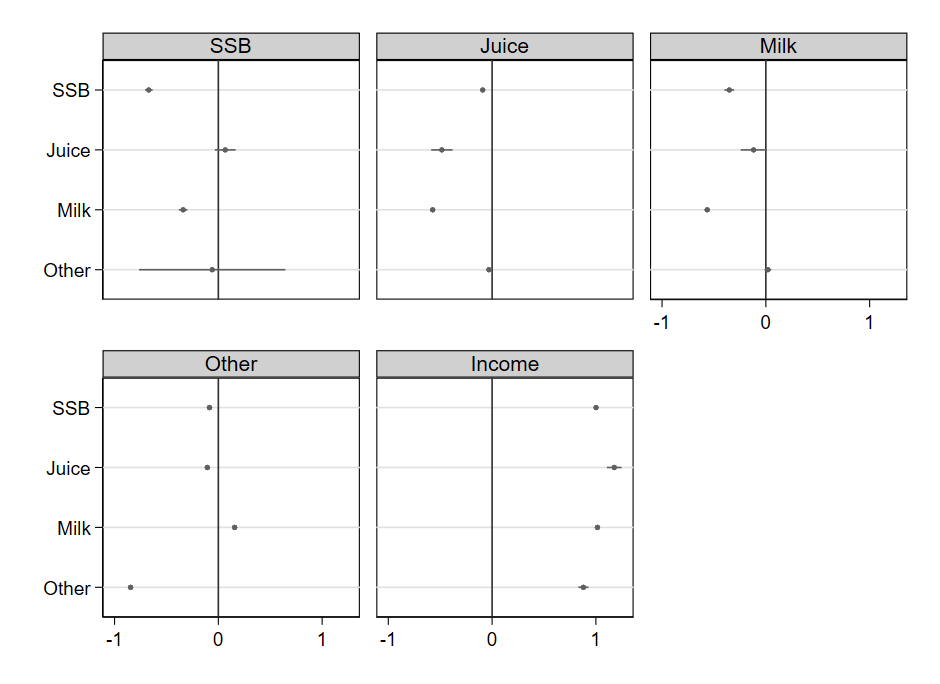 SSB Juice Milk
SSB
Juice
Milk
Other
-1 0 1
Other Income
SSB
Juice
Milk
Other
-1 0 1 -1 0 1